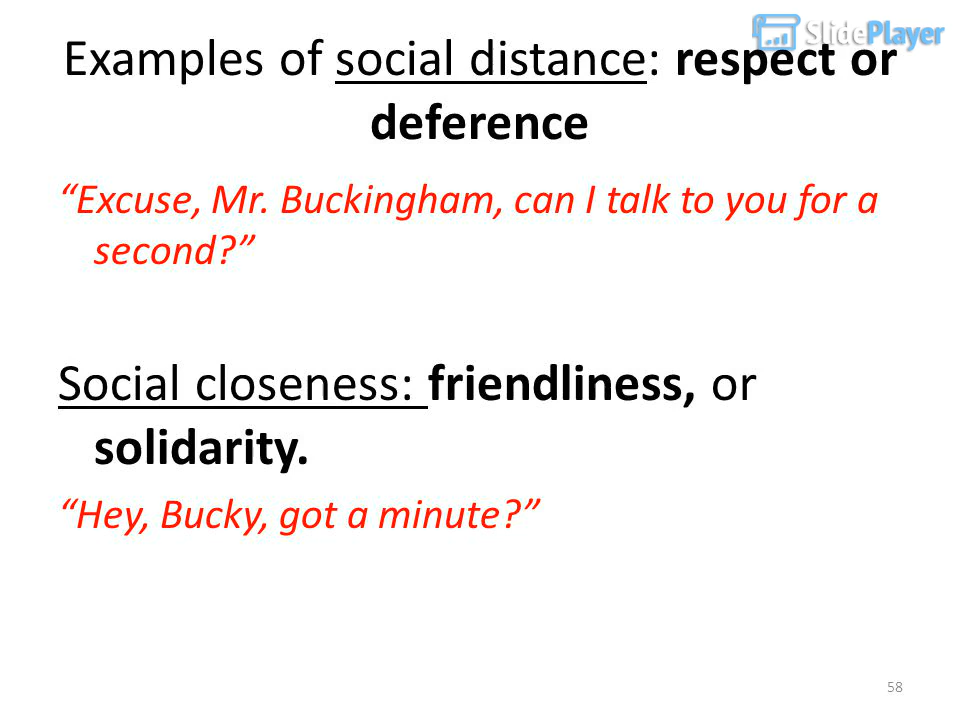 SlidePlayer
Examples of social distance: respect or
deference
“Excuse, Mr. Buckingham, can I talk to you for a
second?”
Social closeness: friendliness, or
solidarity.
“Hey, Bucky, got a minute?”
58